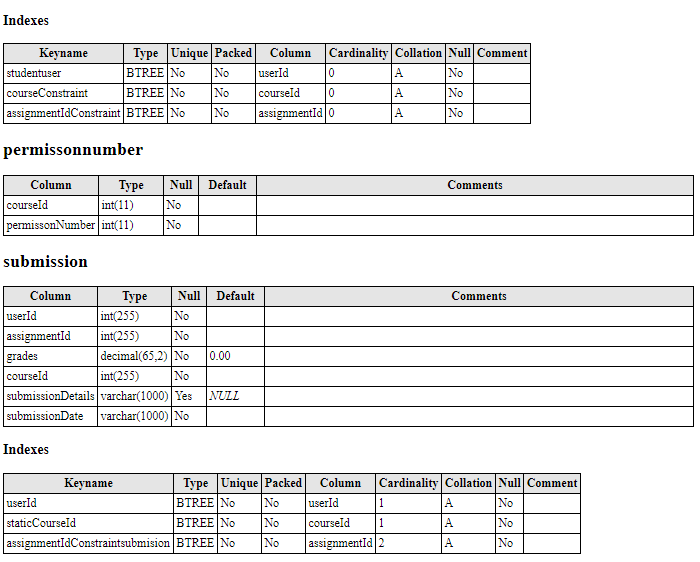 Indexes
Keyname Type Unique Packed Column Cardinality Collation Null Comment
studentuser BTREE No No userId 0 A No
courseConstraint BTREE No No courseId 0 A No
assignmentIdConstraint BTREE No No assignmentId 0 A No
permissonnumber
Column Type Null Default Comments
courseId int(11) No
permissonNumber int(11) No
submission
Column Type Null Default Comments
userId int(255) No
assignmentId int(255) No
grades decimal(65,2) No 0.00
courseId int(255) No
submissionDetails varchar(1000) Yes NULL
submissionDate varchar(1000) No
Indexes
Keyname Type Unique Packed Column Cardinality Collation Null Comment
userId BTREE No No userId 1 A No
staticCourseId BTREE No No courseId 1 A No
assignmentIdConstraintsubmision BTREE No No assignmentId 2 A No